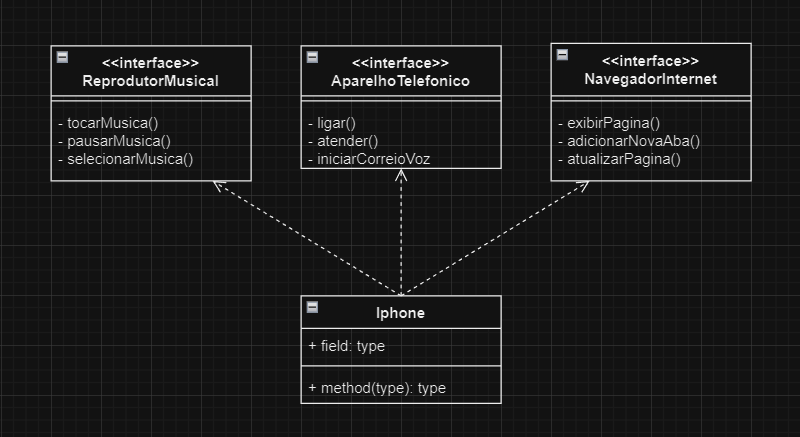 <<interface>>
ReprodutorMusical
- tocarMusica()
- pausarMusica()
- selecionarMusica()
<<interface>>
AparelhoTelefonico
- ligar()
- atender()
- iniciarCorreioVoz
<<interface>>
NavegadorInternet
- exibirPagina()
- adicionarNovaAba()
- atualizarPagina()
Iphone
+ field: type
+ method(type): type